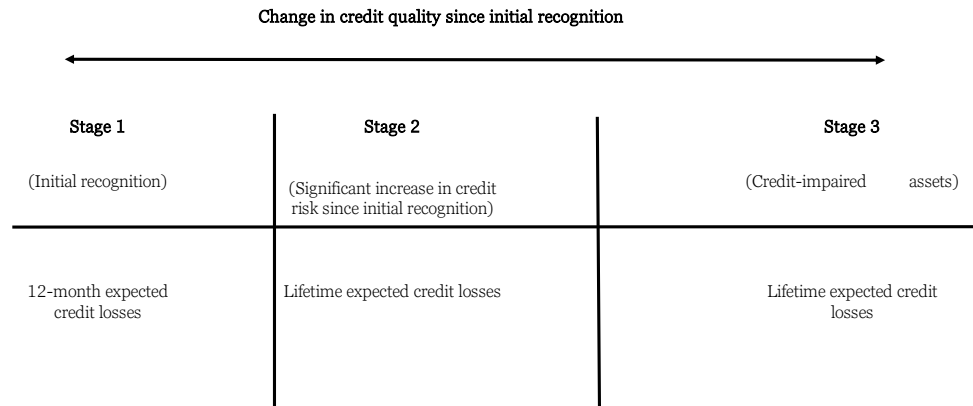 Change in credit quality since initial recognition
Stage 1
Stage 2
Stage 3
(Initial recognition)
(Significant increase in credit
risk since initial recognition)
(Credit-impaired assets)
12-month expected
credit losses
Lifetime expected credit losses
Lifetime expected credit
losses